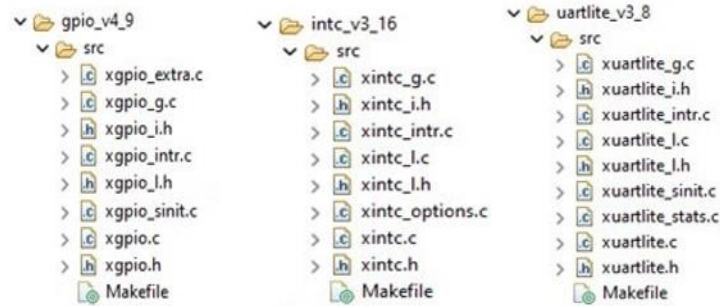 gpio_v4_9
src
xgpio_extra.c
xgpio_g.c
xgpio_i.h
xgpio_intr.c
xgpio_l.h
xgpio_sinit.c
xgpio.c
xgpio.h
Makefile
intc_v3_16
src
xintc_g.c
xintc_i.h
xintc_intr.c
xintc_l.c
xintc_l.h
xintc_options.c
xintc.c
xintc.h
Makefile
uartlite_v3_8
src
xuartlite_g.c
xuartlite_i.h
xuartlite_intr.c
xuartlite_l.c
xuartlite_l.h
xuartlite_sinit.c
xuartlite_stats.c
xuartlite.c
xuartlite.h
Makefile